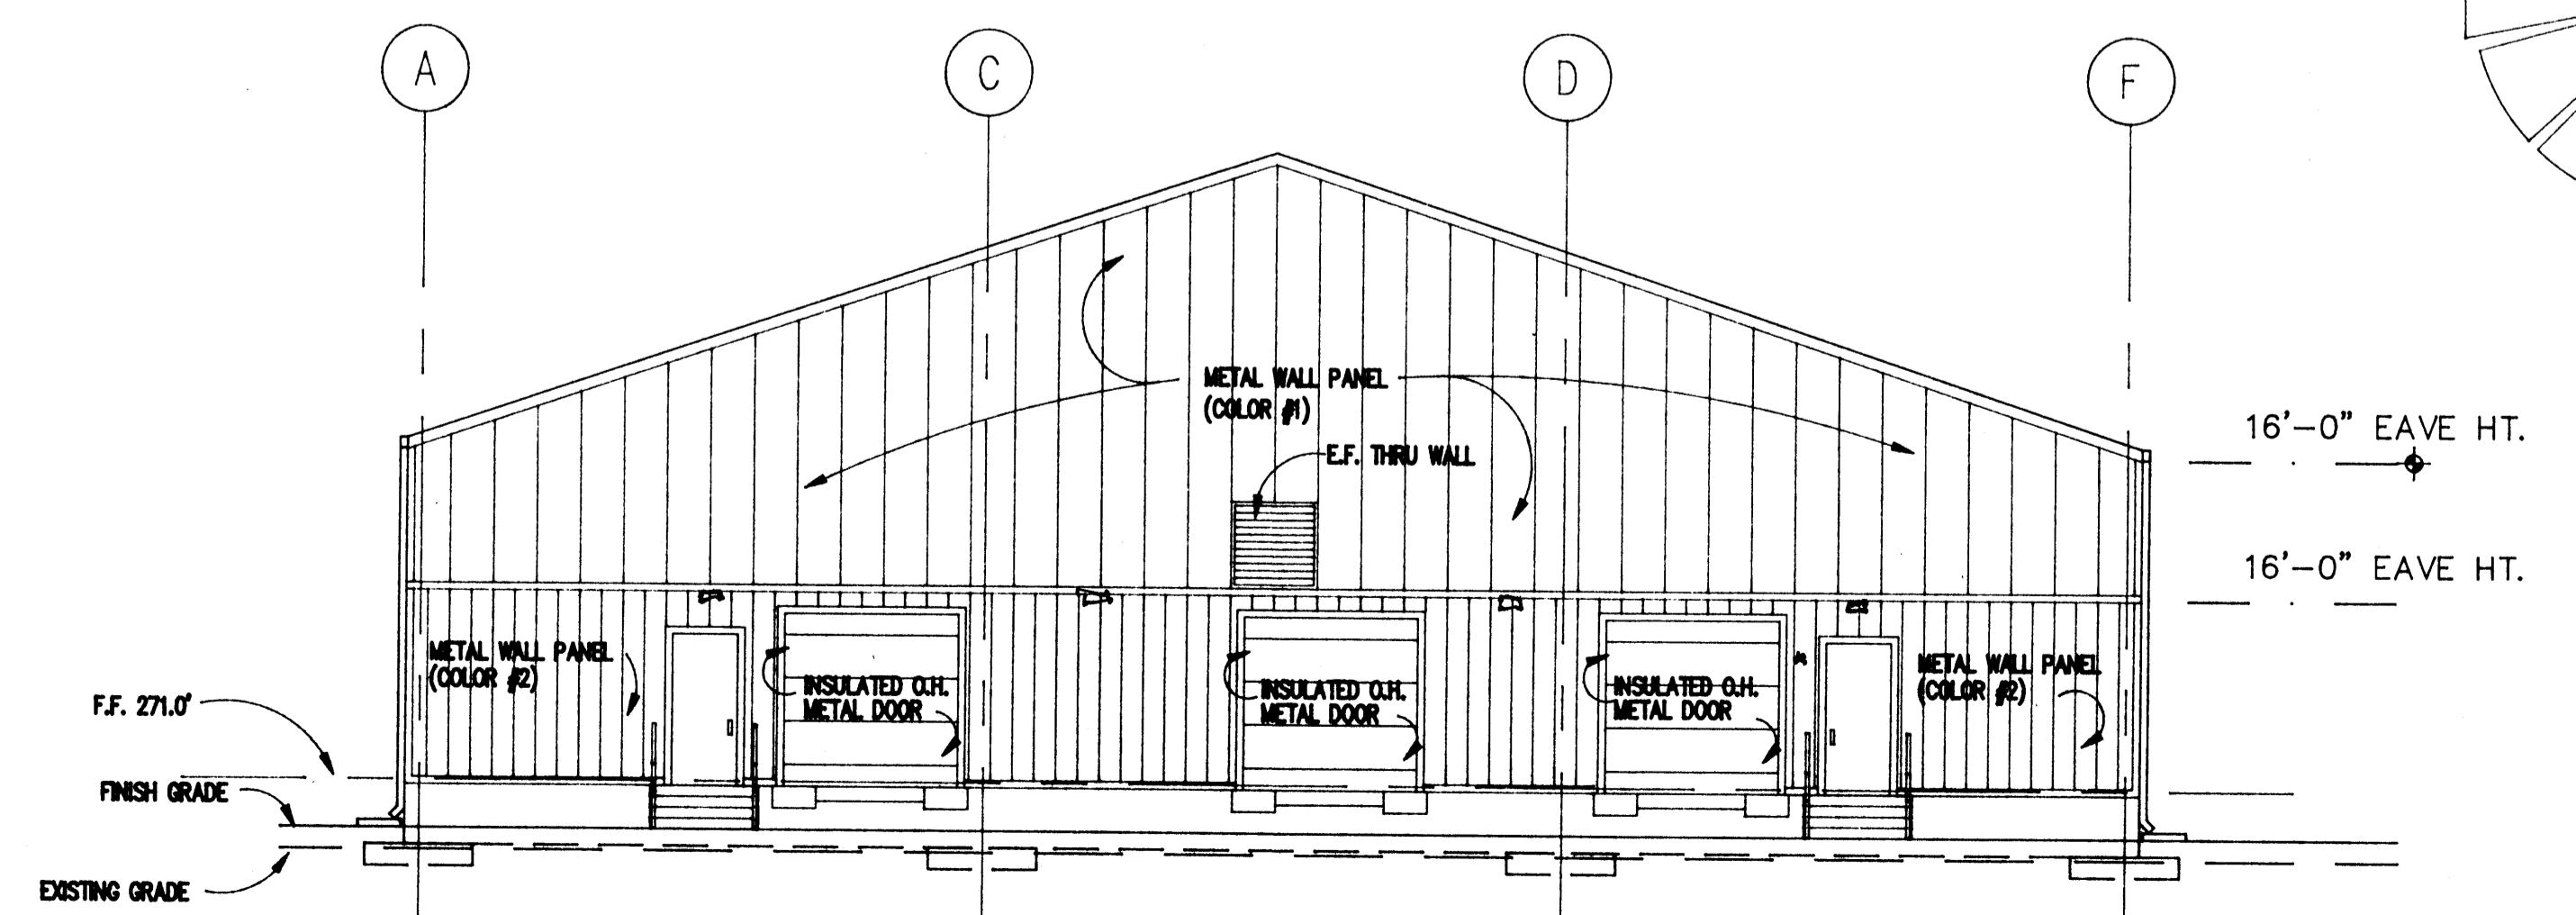 A
C
D
F
METAL WALL PANEL
(COLOR #1)
E.F. THRU WALL
16'-0" EAVE HT.
16'-0" EAVE HT.
METAL WALL PANEL
(COLOR #2)
INSULATED O.H.
METAL DOOR
INSULATED O.H.
METAL DOOR
INSULATED O.H.
METAL DOOR
METAL WALL PANEL
(COLOR #2)
F.F. 271.0'
FINISH GRADE
EXISTING GRADE